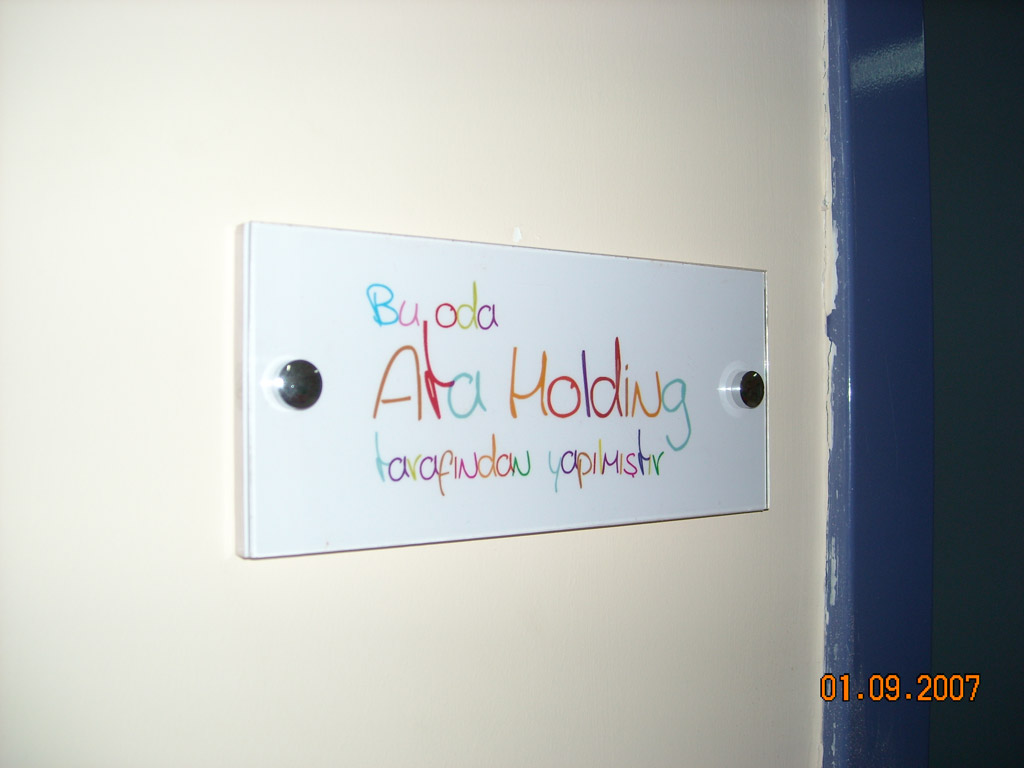 Bu oda
Ata Holding
tarafından yapılmıştır
01.09.2007